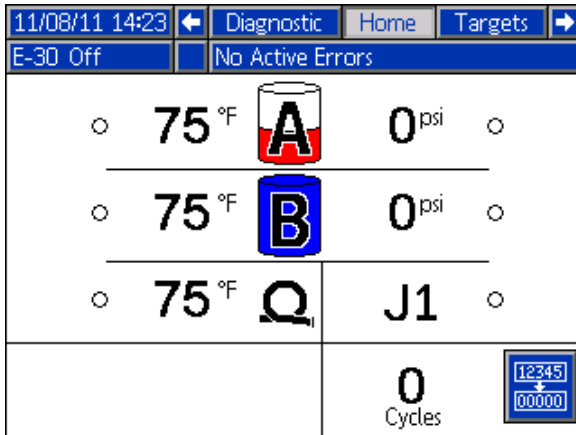 11/08/11 14:23 Diagnostic Home Targets
E-30 Off No Active Errors
75 °F A 0 psi
75 °F B 0 psi
75 °F J1
0
Cycles
12345
00000